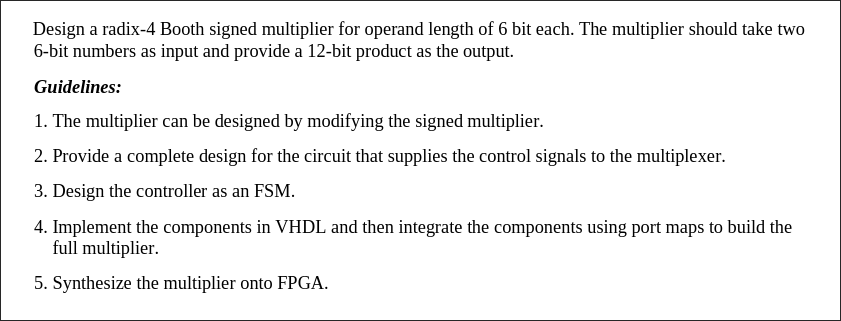 Design a radix-4 Booth signed multiplier for operand length of 6 bit each. The multiplier should take two
6-bit numbers as input and provide a 12-bit product as the output.
Guidelines:
1. The multiplier can be designed by modifying the signed multiplier.
2. Provide a complete design for the circuit that supplies the control signals to the multiplexer.
3. Design the controller as an FSM.
4. Implement the components in VHDL and then integrate the components using port maps to build the
full multiplier.
5. Synthesize the multiplier onto FPGA.